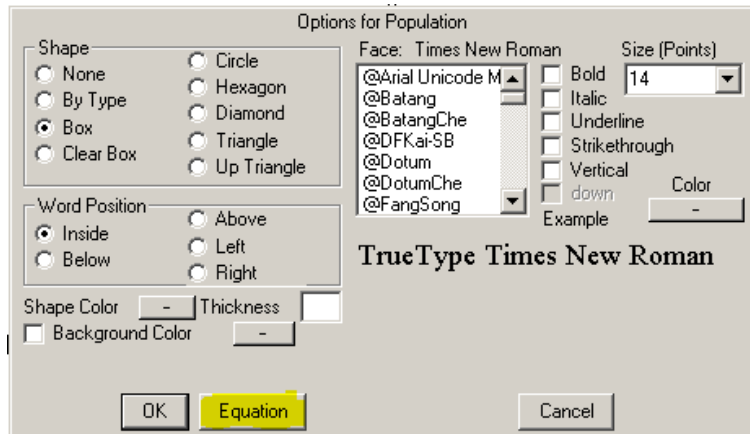 Options for Population
Shape
None
By Type
Box
Clear Box
Circle
Hexagon
Diamond
Triangle
Up Triangle
Word Position
Inside
Below
Above
Left
Right
Shape Color - Thickness
Background Color -
Face: Times New Roman
@Arial Unicode M
@Batang
@BatangChe
@DFKai-SB
@Dotum
@DotumChe
@FangSong
Bold
Italic
Underline
Strikethrough
Vertical
down
Size (Points)
14
Color
-
Example
TrueType Times New Roman
OK
Equation
Cancel